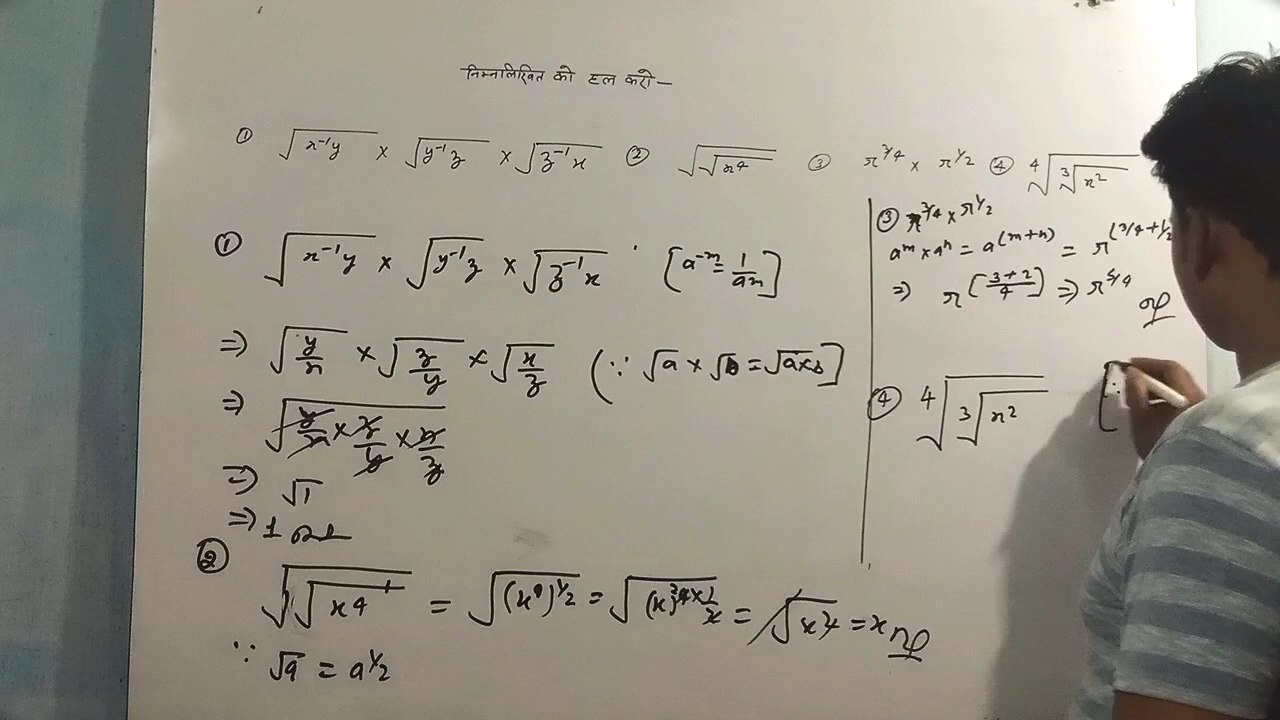 निम्नलिखित को हल करो —
① √(x⁻¹y) × √(y⁻¹z) × √(z⁻¹x) ② √√x⁴ ③ x^3/4 × x^1/2 ④ ⁴√³√x²
① √(x⁻¹y) × √(y⁻¹z) × √(z⁻¹x) [a⁻ᵐ = 1/aᵐ]
⇒ √(y/x) × √(z/y) × √(x/z) (∵ √a × √b = √a×b]
⇒ √(y/x × z/y × x/z)
⇒ √1
⇒ 1
② √√x⁴ = √(x⁴)^1/2 = √(x)^4×1/2 = √x² = x
∵ √a = a^1/2
③ x^3/4 × x^1/2
aᵐ × aⁿ = a^(m+n) = x^(3/4+1/2
⇒ x^[3+2/4] ⇒ x^5/4
④ ⁴√³√x² [∵